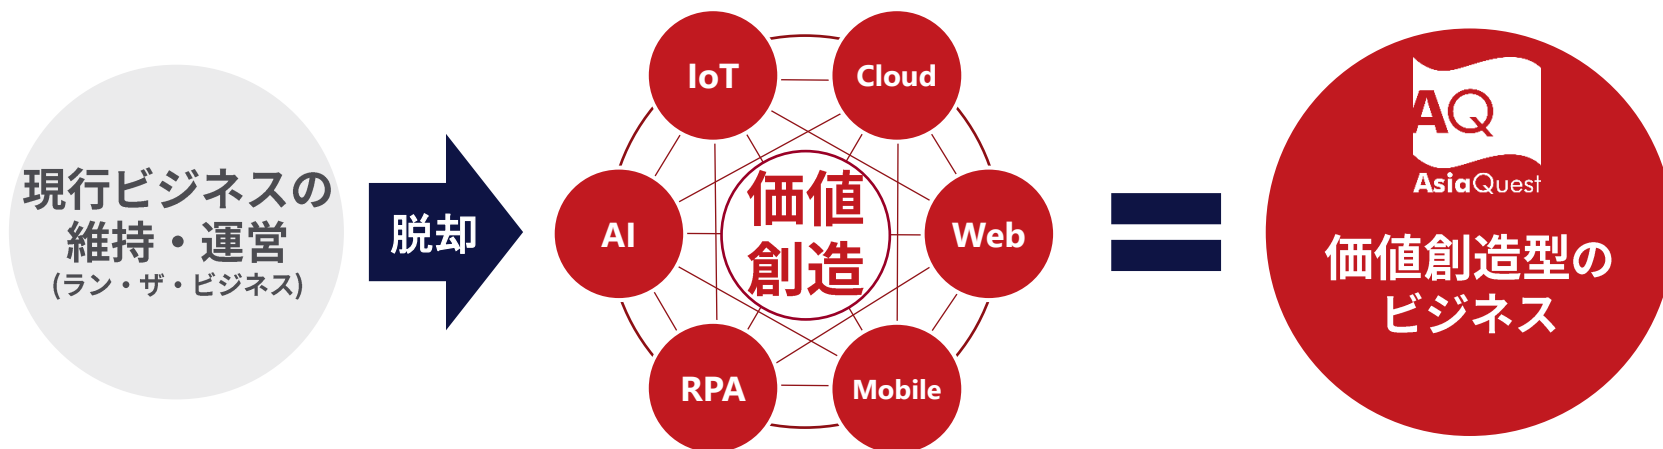 現行ビジネスの
維持・運営
(ラン・ザ・ビジネス)
脱却
IoT
Cloud
AI
価値
創造
Web
RPA
Mobile
AQ
AsiaQuest
価値創造型の
ビジネス